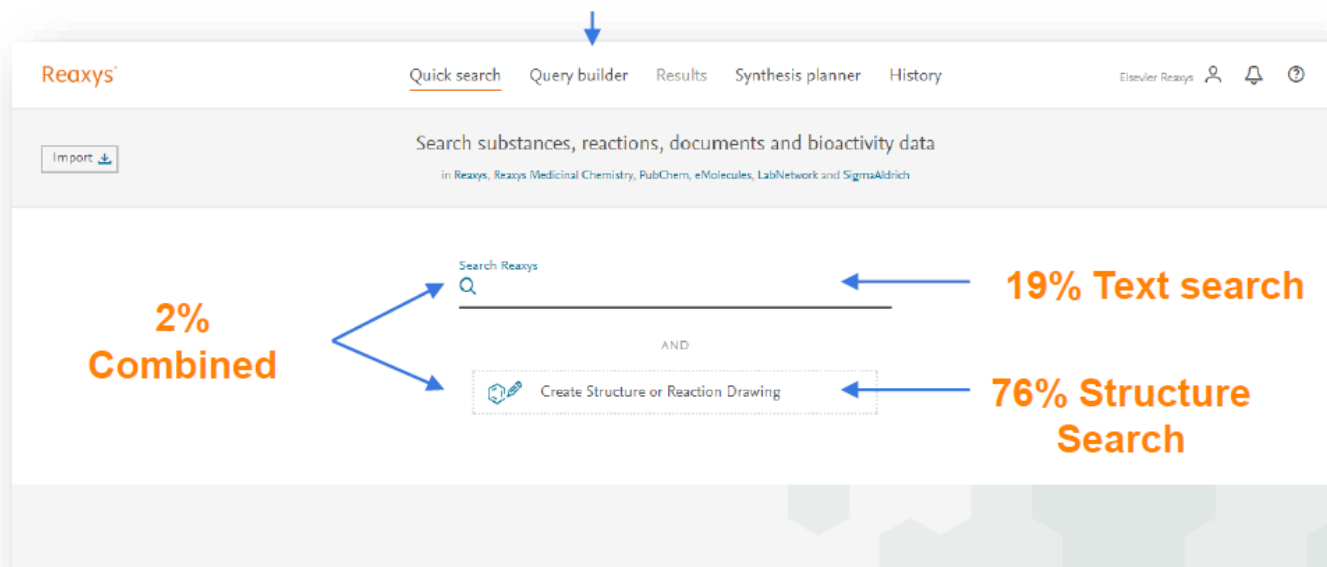 Reaxys®
Quick search
Query builder
Results
Synthesis planner
History
Elsevier Reaxys
Import
Search substances, reactions, documents and bioactivity data
in Reaxys, Reaxys Medicinal Chemistry, PubChem, eMolecules, LabNetwork and SigmaAldrich
Search Reaxys
19% Text search
2%
Combined
AND
Create Structure or Reaction Drawing
76% Structure
Search